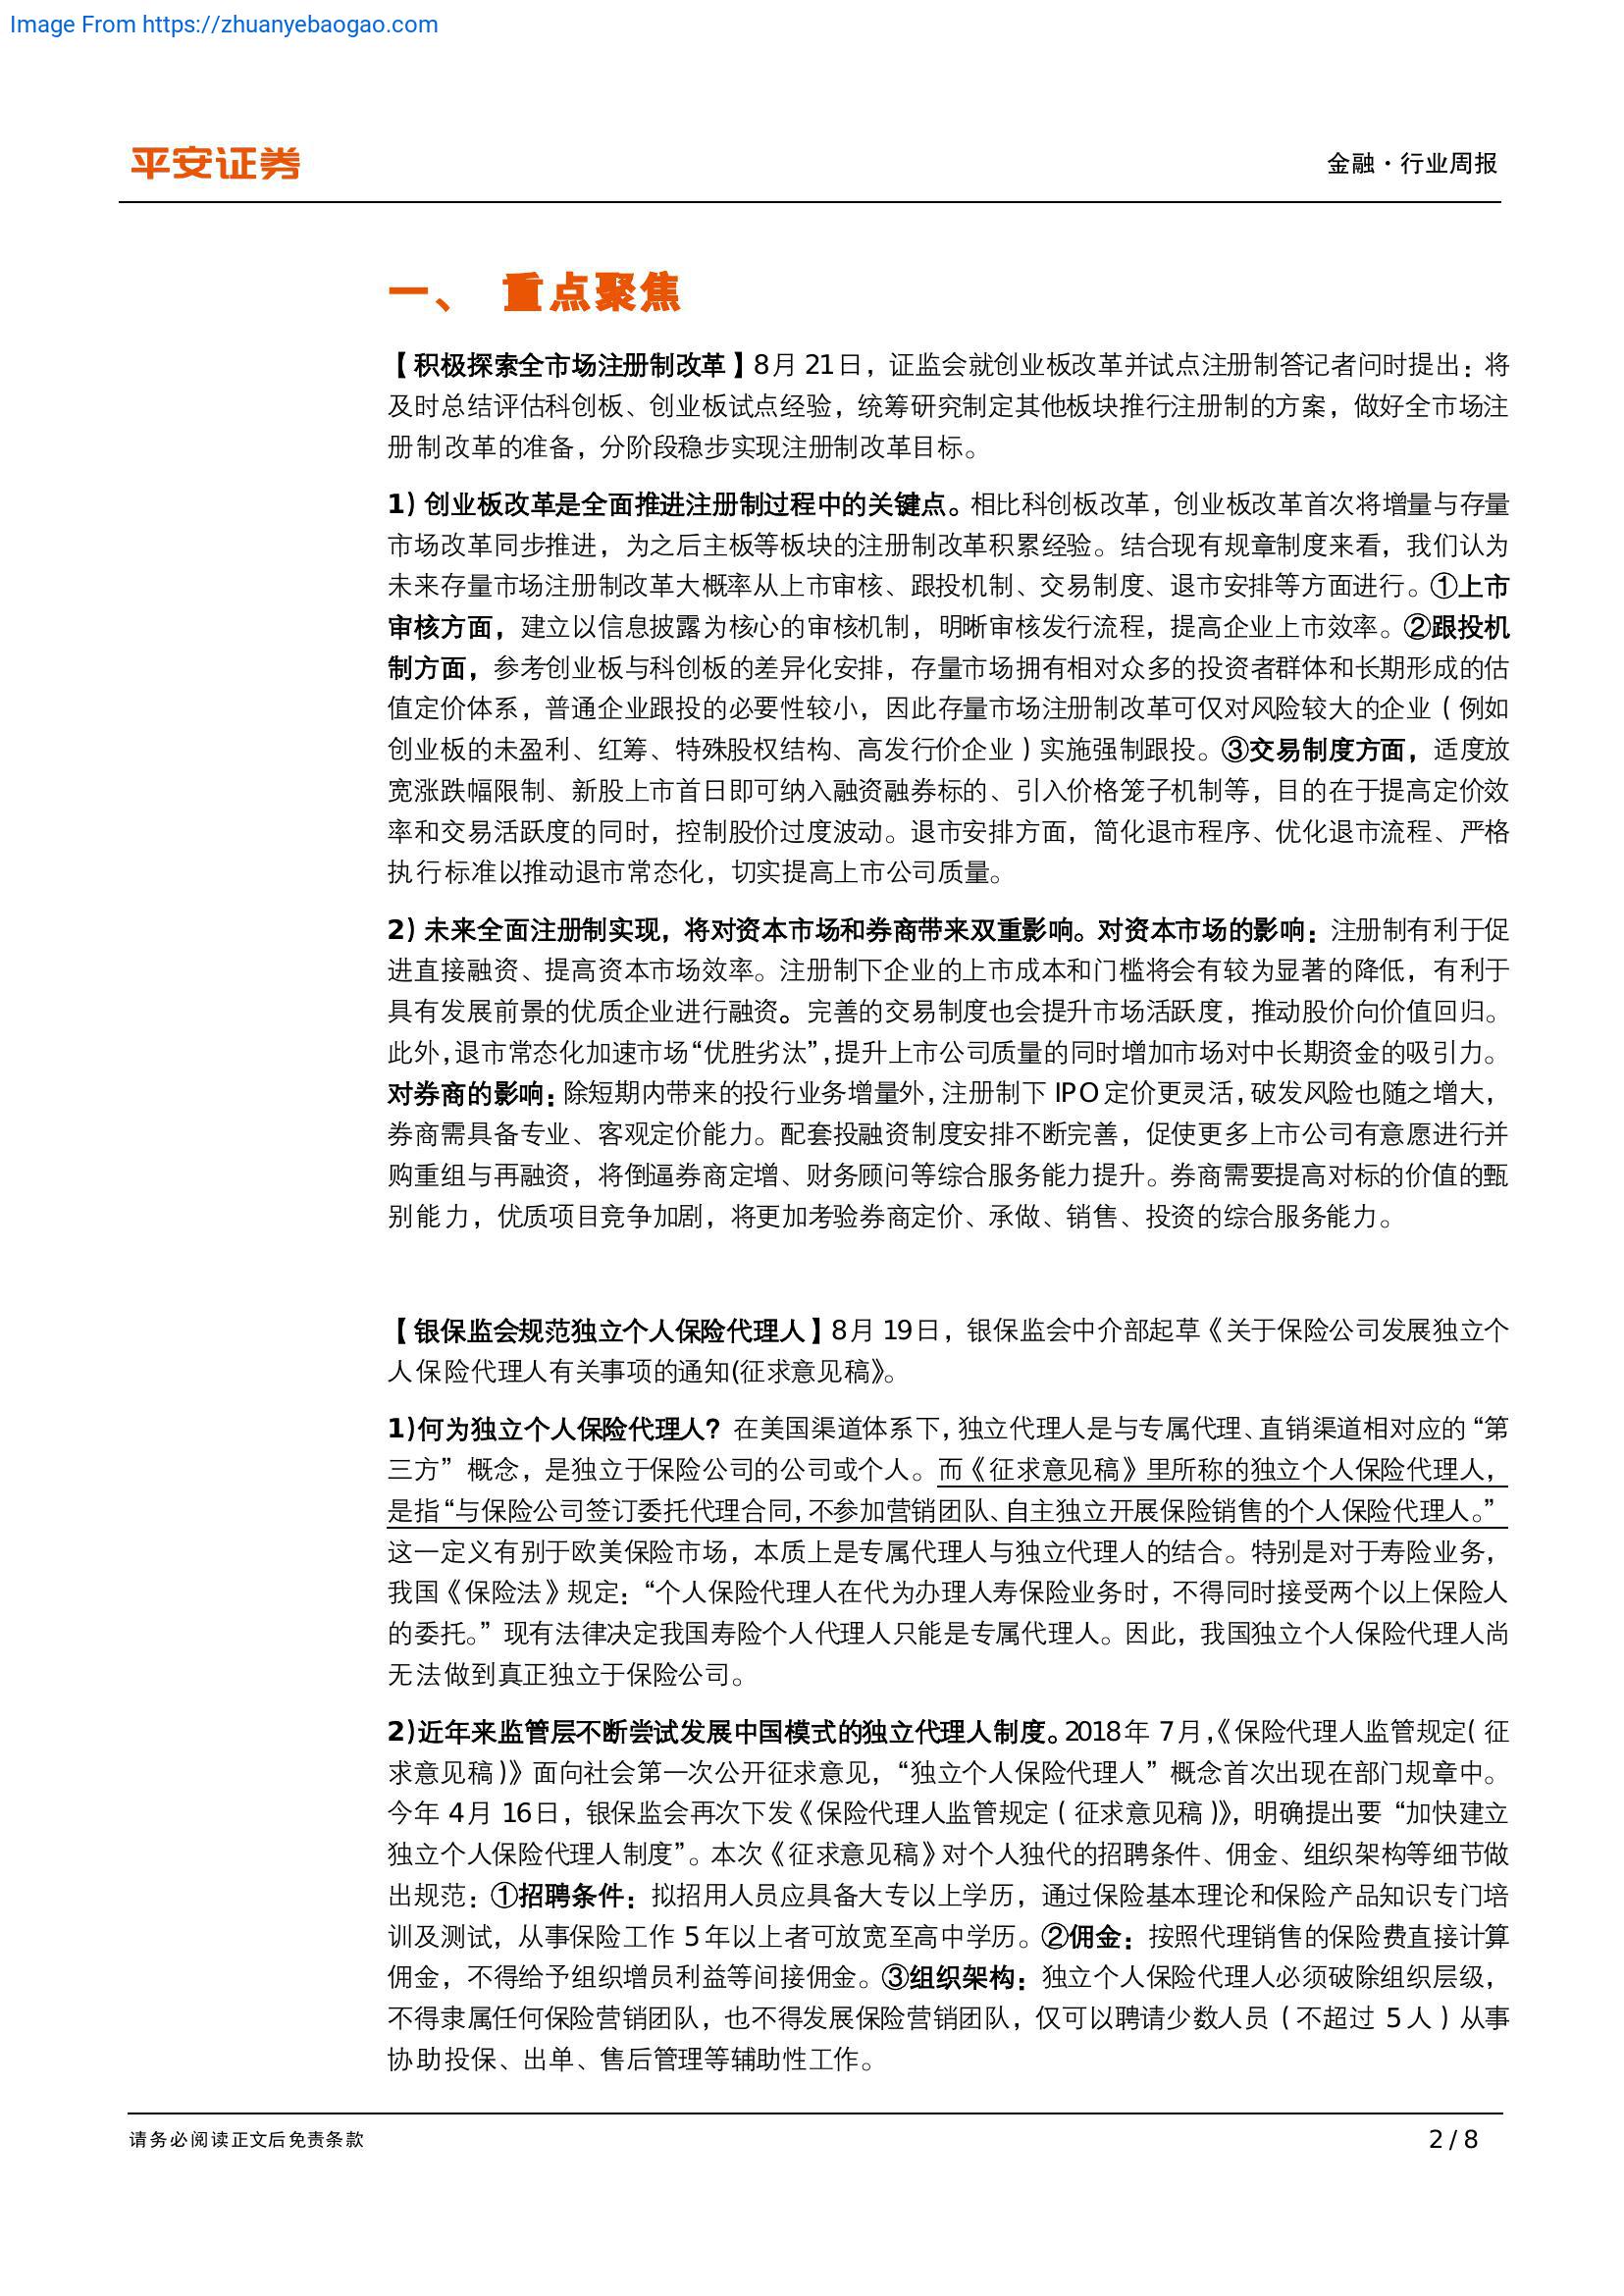 Image From https://zhuanyebaogao.com
平安证券
金融·行业周报
一、 重点聚焦
【积极探索全市场注册制改革】8月 21日，证监会就创业板改革并试点注册制答记者问时提出：将
及时总结评估科创板、创业板试点经验，统筹研究制定其他板块推行注册制的方案，做好全市场注
册制改革的准备，分阶段稳步实现注册制改革目标。
1) 创业板改革是全面推进注册制过程中的关键点。相比科创板改革，创业板改革首次将增量与存量
市场改革同步推进，为之后主板等板块的注册制改革积累经验。结合现有规章制度来看，我们认为
未来存量市场注册制改革大概率从上市审核、跟投机制、交易制度、退市安排等方面进行。①上市
审核方面，建立以信息披露为核心的审核机制，明晰审核发行流程，提高企业上市效率。②跟投机
制方面，参考创业板与科创板的差异化安排，存量市场拥有相对众多的投资者群体和长期形成的估
值定价体系，普通企业跟投的必要性较小，因此存量市场注册制改革可仅对风险较大的企业（例如
创业板的未盈利、红筹、特殊股权结构、高发行价企业）实施强制跟投。③交易制度方面，适度放
宽涨跌幅限制、新股上市首日即可纳入融资融券标的、引入价格笼子机制等，目的在于提高定价效
率和交易活跃度的同时，控制股价过度波动。退市安排方面，简化退市程序、优化退市流程、严格
执行标准以推动退市常态化，切实提高上市公司质量。
2) 未来全面注册制实现，将对资本市场和券商带来双重影响。对资本市场的影响：注册制有利于促
进直接融资、提高资本市场效率。注册制下企业的上市成本和门槛将会有较为显著的降低，有利于
具有发展前景的优质企业进行融资。完善的交易制度也会提升市场活跃度，推动股价向价值回归。
此外，退市常态化加速市场“优胜劣汰”，提升上市公司质量的同时增加市场对中长期资金的吸引力。
对券商的影响：除短期内带来的投行业务增量外，注册制下 IPO 定价更灵活，破发风险也随之增大，
券商需具备专业、客观定价能力。配套投融资制度安排不断完善，促使更多上市公司有意愿进行并
购重组与再融资，将倒逼券商定增、财务顾问等综合服务能力提升。券商需要提高对标的价值的甄
别能力，优质项目竞争加剧，将更加考验券商定价、承做、销售、投资的综合服务能力。
【银保监会规范独立个人保险代理人】8月 19日，银保监会中介部起草《关于保险公司发展独立个
人保险代理人有关事项的通知(征求意见稿》。
1)何为独立个人保险代理人？在美国渠道体系下，独立代理人是与专属代理、直销渠道相对应的“第
三方”概念，是独立于保险公司的公司或个人。而《征求意见稿》里所称的独立个人保险代理人，
是指“与保险公司签订委托代理合同，不参加营销团队、自主独立开展保险销售的个人保险代理人。”
这一定义有别于欧美保险市场，本质上是专属代理人与独立代理人的结合。特别是对于寿险业务，
我国《保险法》规定：“个人保险代理人在代为办理人寿保险业务时，不得同时接受两个以上保险人
的委托。”现有法律决定我国寿险个人代理人只能是专属代理人。因此，我国独立个人保险代理人尚
无法做到真正独立于保险公司。
2)近年来监管层不断尝试发展中国模式的独立代理人制度。2018年 7月，《保险代理人监管规定(征
求意见稿)》面向社会第一次公开征求意见，“独立个人保险代理人”概念首次出现在部门规章中。
今年 4月 16日，银保监会再次下发《保险代理人监管规定（征求意见稿)》，明确提出要“加快建立
独立个人保险代理人制度”。本次《征求意见稿》对个人独代的招聘条件、佣金、组织架构等细节做
出规范：①招聘条件：拟招用人员应具备大专以上学历，通过保险基本理论和保险产品知识专门培
训及测试，从事保险工作 5年以上者可放宽至高中学历。②佣金：按照代理销售的保险费直接计算
佣金，不得给予组织增员利益等间接佣金。③组织架构：独立个人保险代理人必须破除组织层级，
不得隶属任何保险营销团队，也不得发展保险营销团队，仅可以聘请少数人员（不超过 5人）从事
协助投保、出单、售后管理等辅助性工作。
请务必阅读正文后免责条款
2 / 8